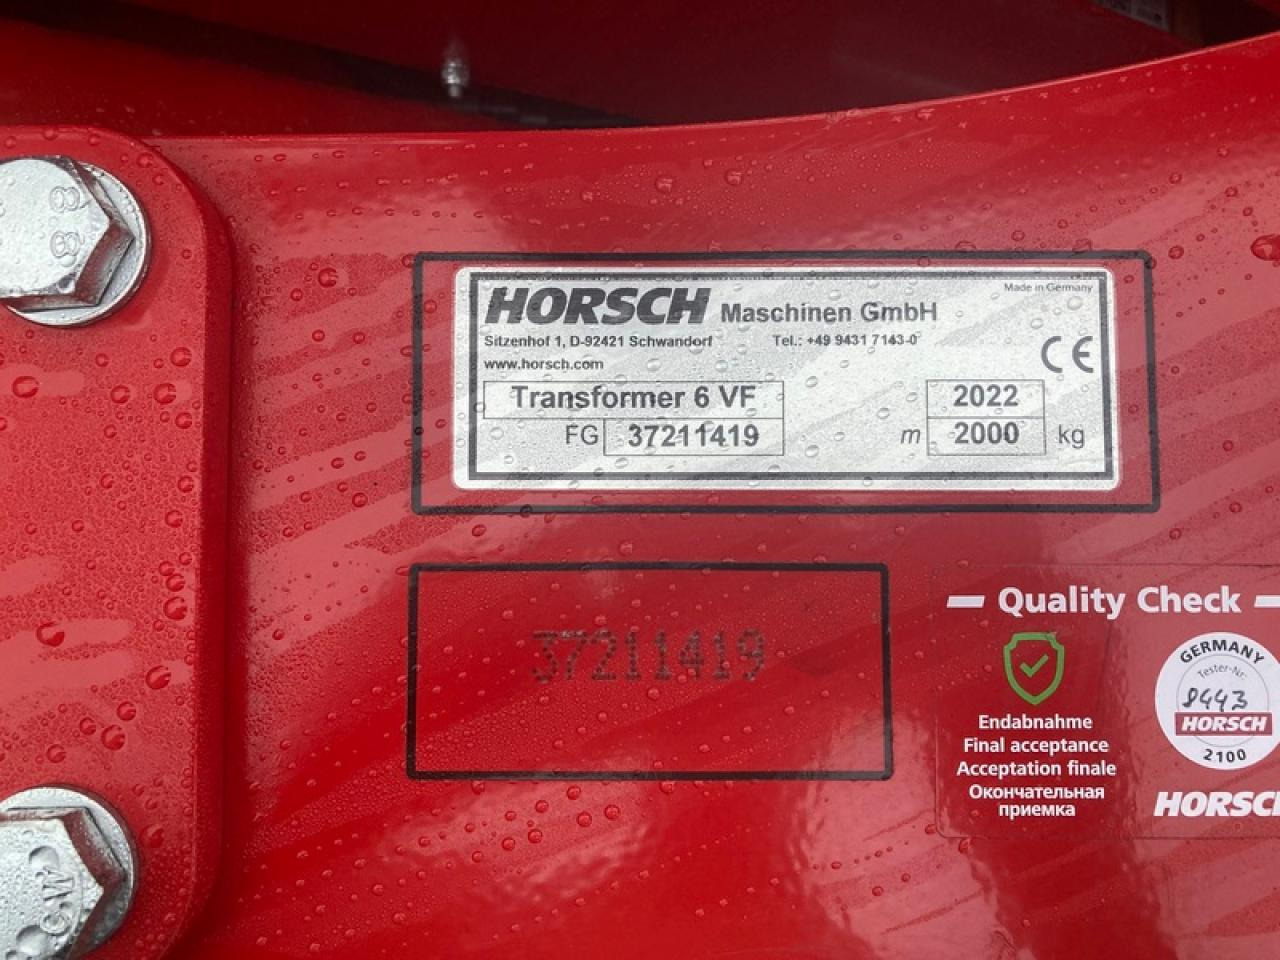 HORSCH Maschinen GmbH
Made in Germany
Sitzenhof 1, D-92421 Schwandorf
Tel.: +49 9431 7143-0
www.horsch.com
CE
Transformer 6 VF
2022
FG 37211419
m 2000 kg
37211419
Quality Check
GERMANY
Tester-Nr.
8443
HORSCH
2100
Endabnahme
Final acceptance
Acceptation finale
Окончательная
приемка
HORSCH
8.8